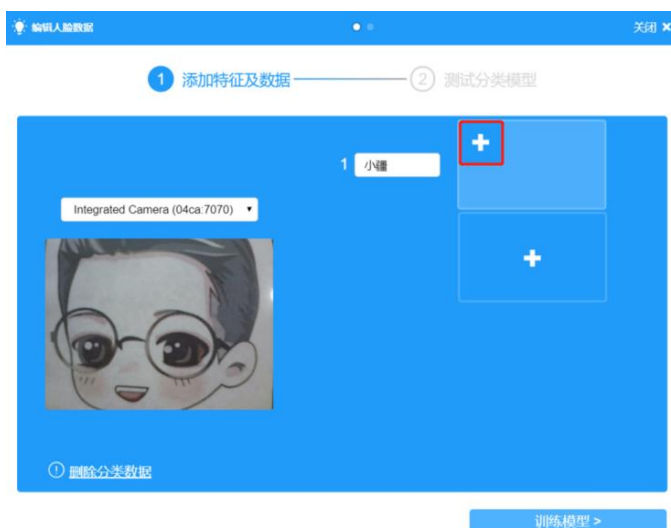 编辑人脸数据
关闭 ×
1 添加特征及数据
2 测试分类模型
1 小疆
Integrated Camera (04ca:7070)
删除分类数据
训练模型 >